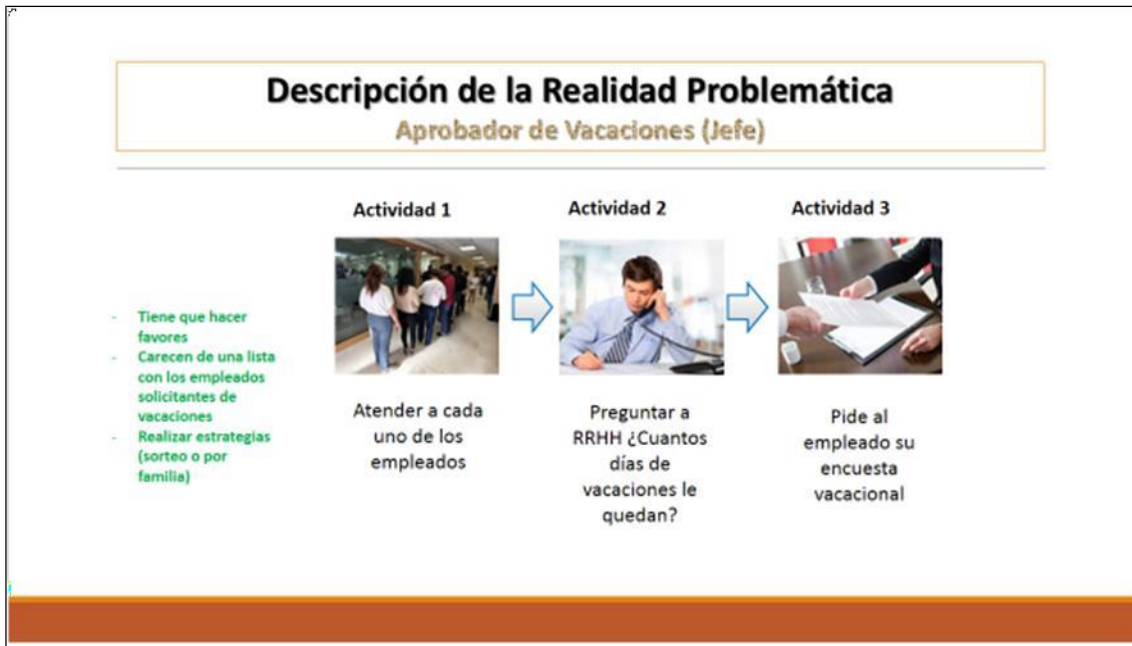 Descripción de la Realidad Problemática
Aprobador de Vacaciones (Jefe)
Actividad 1
Actividad 2
Actividad 3
- Tiene que hacer
favores
- Carecen de una lista
con los empleados
solicitantes de
vacaciones
- Realizar estrategias
(sorteo o por
familia)
Atender a cada
uno de los
empleados
Preguntar a
RRHH ¿Cuantos
días de
vacaciones le
quedan?
Pide al
empleado su
encuesta
vacacional